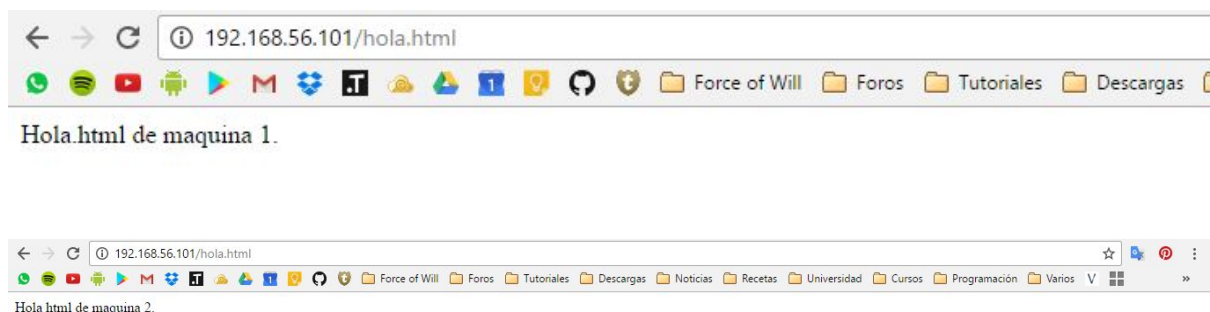 192.168.56.101/hola.html
Force of Will Foros Tutoriales Descargas
Hola.html de maquina 1.
192.168.56.101/hola.html
Force of Will Foros Tutoriales Descargas Noticias Recetas Universidad Cursos Programación Varios V »
Hola html de maquina 2.